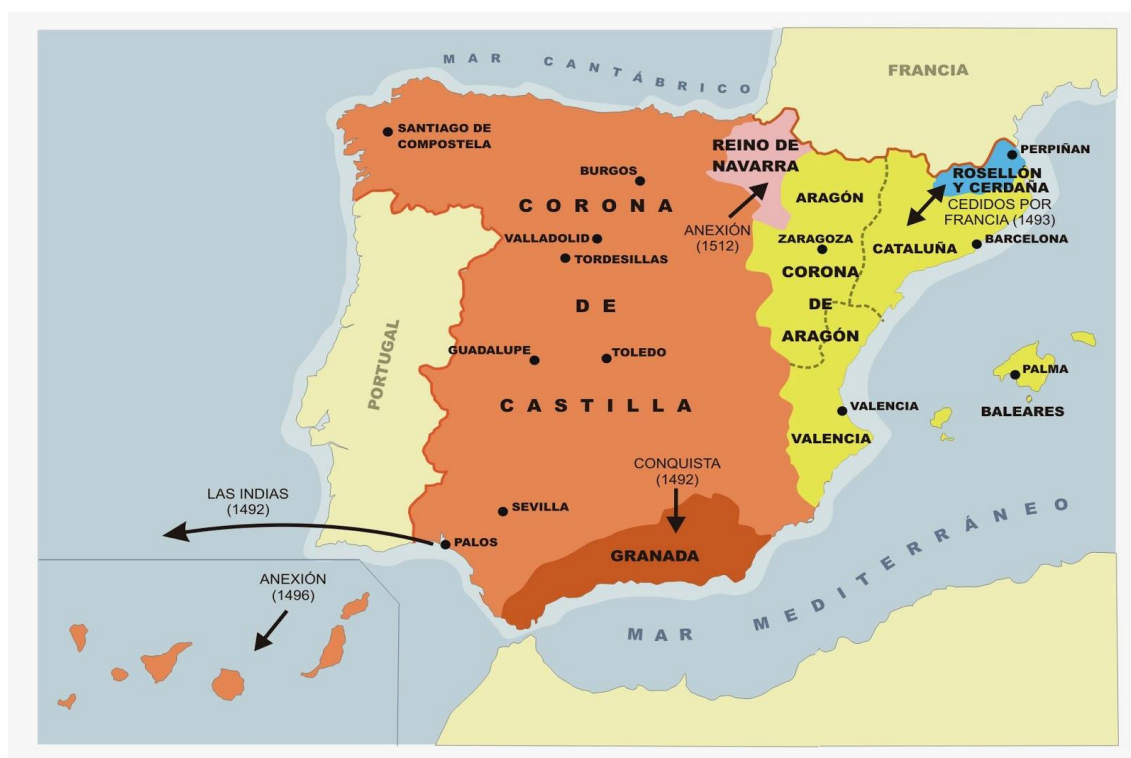 MAR CANTÁBRICO
FRANCIA
SANTIAGO DE
COMPOSTELA
BURGOS
REINO DE
NAVARRA
PERPIÑAN
ROSELLÓN
Y CERDAÑA
CEDIDOS POR
FRANCIA (1493)
ARAGÓN
CORONA
ANEXIÓN
(1512)
VALLADOLID
ZARAGOZA
CATALUÑA
BARCELONA
TORDESILLAS
CORONA
DE
ARAGÓN
DE
PORTUGAL
GUADALUPE
TOLEDO
PALMA
BALEARES
CASTILLA
VALENCIA
VALENCIA
CONQUISTA
(1492)
LAS INDIAS
(1492)
SEVILLA
PALOS
GRANADA
MAR MEDITERRÁNEO
ANEXIÓN
(1496)